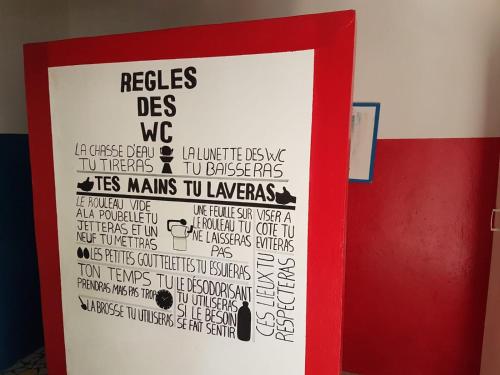 REGLES
DES
WC
LA CHASSE D'EAU
TU TIRERAS
LA LUNETTE DES WC
TU BAISSERAS
TES MAINS TU LAVERAS
LE ROULEAU VIDE
A LA POUBELLE TU
JETTERAS ET UN
NEUF TU METTRAS
UNE FEUILLE SUR
LE ROULEAU TU
NE LAISSERAS
PAS
VISER A
COTE TU
EVITERAS
LES PETITES GOUTTELETTES TU ESSUIERAS
TON TEMPS TU
PRENDRAS MAIS PAS TROP
LA BROSSE TU UTILISERAS
LE DÉSODORISANT
TU UTILISERAS
SI LE BESOIN
SE FAIT SENTIR
CES LIEUX TU
RESPECTERAS